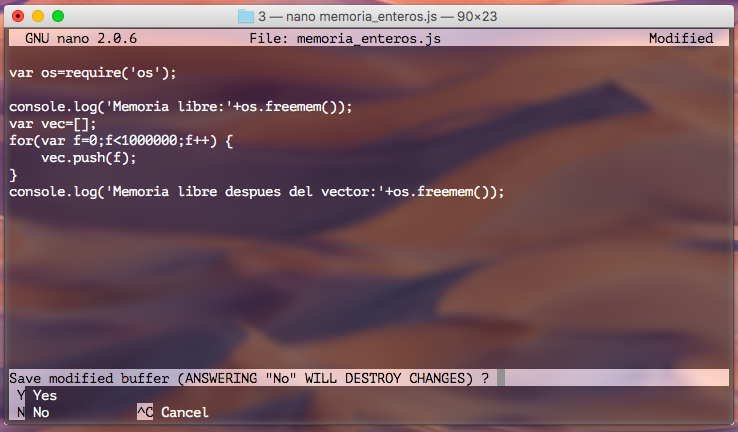 3 — nano memoria_enteros.js — 90×23
GNU nano 2.0.6 File: memoria_enteros.js Modified
var os=require('os');
console.log('Memoria libre:'+os.freemem());
var vec=[];
for(var f=0;f<1000000;f++) {
    vec.push(f);
}
console.log('Memoria libre despues del vector:'+os.freemem());
Save modified buffer (ANSWERING "No" WILL DESTROY CHANGES) ?
Y Yes
N No ^C Cancel